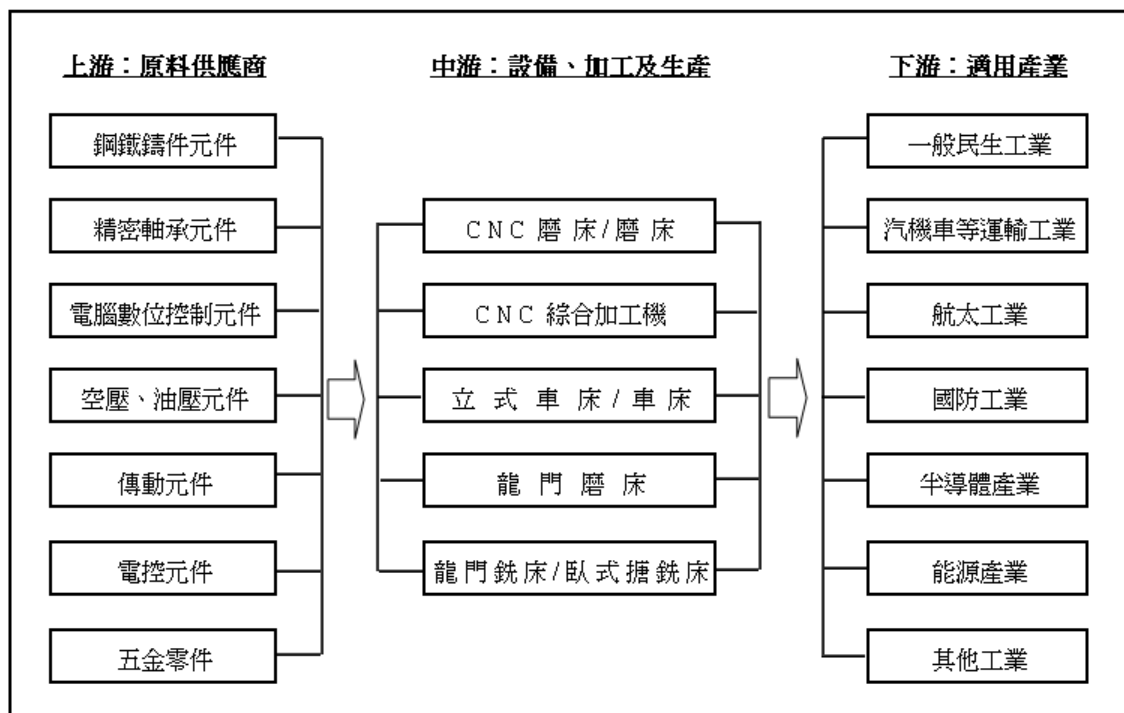 上游：原料供應商
鋼鐵鑄件元件
精密軸承元件
電腦數位控制元件
空壓、油壓元件
傳動元件
電控元件
五金零件
中游：設備、加工及生產
CNC 磨床/磨床
CNC 綜合加工機
立式車床/車床
龍門磨床
龍門銑床/臥式搪銑床
下游：適用產業
一般民生工業
汽機車等運輸工業
航太工業
國防工業
半導體產業
能源產業
其他工業